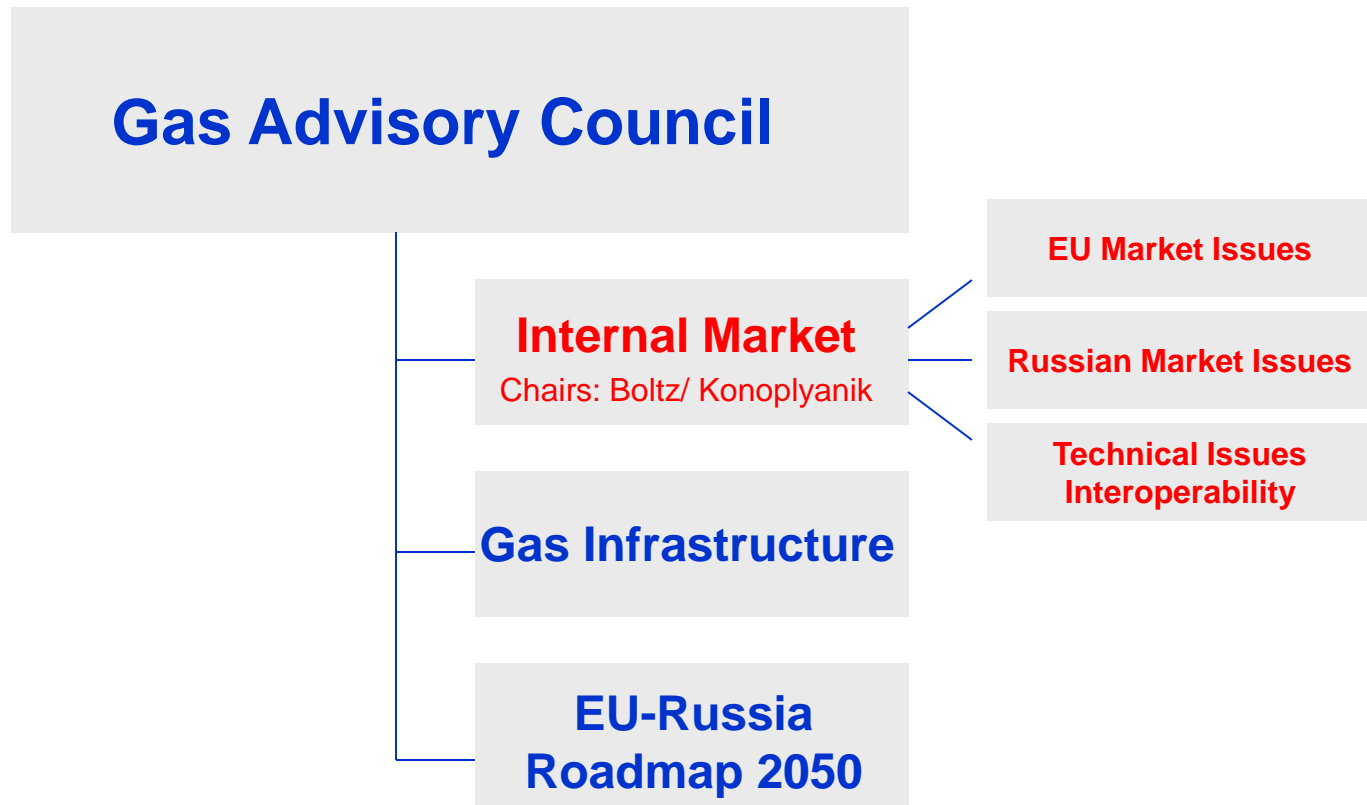 Gas Advisory Council
Internal Market
Chairs: Boltz/ Konoplyanik
EU Market Issues
Russian Market Issues
Technical Issues
Interoperability
Gas Infrastructure
EU-Russia
Roadmap 2050